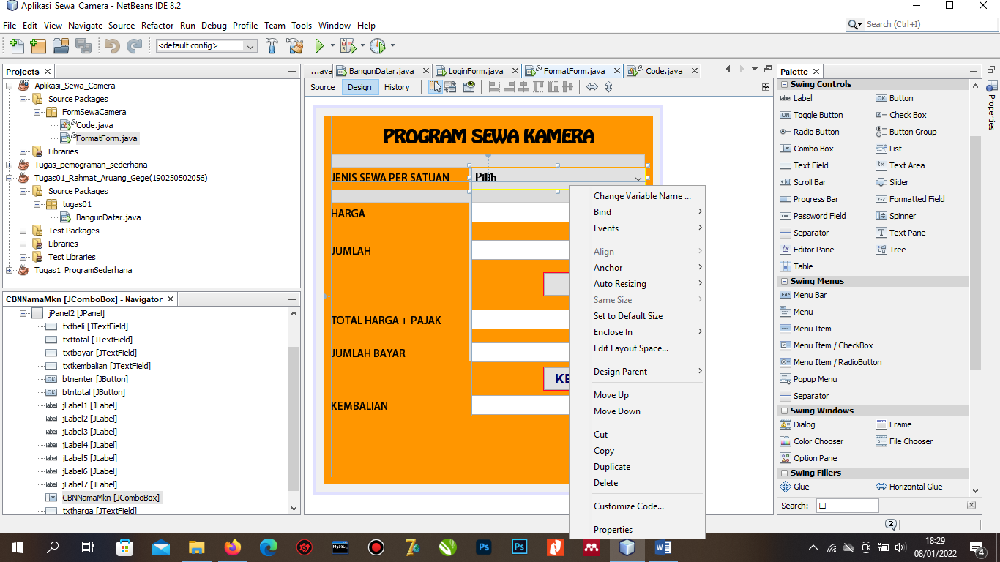 Aplikasi_Sewa_Camera - NetBeans IDE 8.2
File Edit View Navigate Source Refactor Run Debug Profile Team Tools Window Help
Search (Ctrl+I)
<default config>
Projects
Aplikasi_Sewa_Camera
Source Packages
FormSewaCamera
Code.java
FormatForm.java
Libraries
Tugas_pemograman_sederhana
Tugas01_Rahmat_Aruang_Gege(190250502056)
Source Packages
tugas01
BangunDatar.java
Test Packages
Libraries
Test Libraries
Tugas1_ProgramSederhana
CBNNamaMkn [JComboBox] - Navigator
jPanel2 [JPanel]
txtbeli [JTextField]
txttotal [JTextField]
txtbayar [JTextField]
txtkembalian [JTextField]
btnenter [JButton]
btntotal [JButton]
jLabel1 [JLabel]
jLabel2 [JLabel]
jLabel3 [JLabel]
jLabel4 [JLabel]
jLabel5 [JLabel]
jLabel6 [JLabel]
jLabel7 [JLabel]
CBNNamaMkn [JComboBox]
txtharga [JTextField]
...ava BangunDatar.java LoginForm.java FormatForm.java Code.java
Source Design History
PROGRAM SEWA KAMERA
JENIS SEWA PER SATUAN Pilih
HARGA
JUMLAH
TOTAL HARGA + PAJAK
JUMLAH BAYAR
KE
KEMBALIAN
Change Variable Name ...
Bind
Events
Align
Anchor
Auto Resizing
Same Size
Set to Default Size
Enclose In
Edit Layout Space...
Design Parent
Move Up
Move Down
Cut
Copy
Duplicate
Delete
Customize Code...
Properties
Palette
Swing Controls
Label Button
Toggle Button Check Box
Radio Button Button Group
Combo Box List
Text Field Text Area
Scroll Bar Slider
Progress Bar Formatted Field
Password Field Spinner
Separator Text Pane
Editor Pane Tree
Table
Swing Menus
Menu Bar
Menu
Menu Item
Menu Item / CheckBox
Menu Item / RadioButton
Popup Menu
Separator
Swing Windows
Dialog Frame
Color Chooser File Chooser
Option Pane
Swing Fillers
Glue Horizontal Glue
Search:
Properties
2
18:29
08/01/2022
4